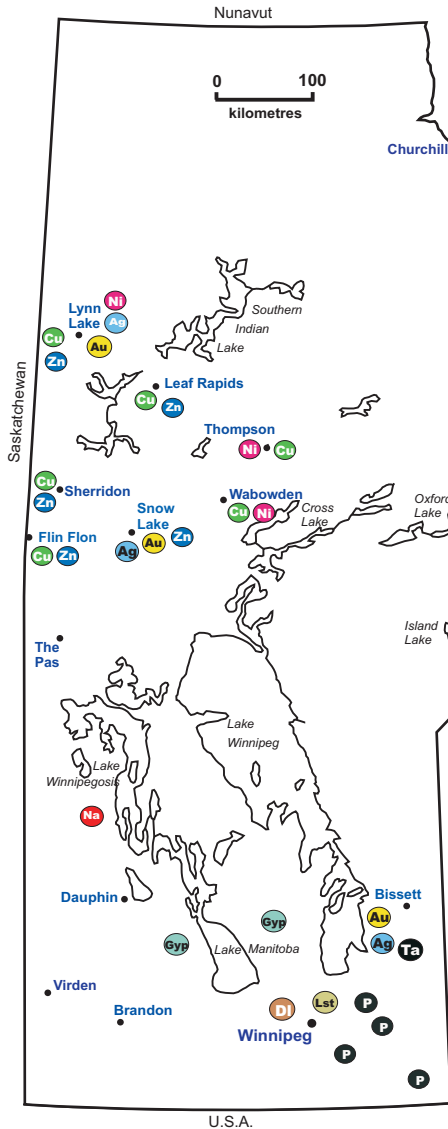 Nunavut
0 100
kilometres
Churchill
Ni
Lynn
Lake
Ag
Cu
Au
Zn
Southern
Indian
Lake
Leaf Rapids
Cu
Zn
Saskatchewan
Thompson
Ni
Cu
Cu
Zn
Sherridon
Wabowden
Cu
Ni
Cross
Lake
Oxford
Lake
Snow
Lake
Flin Flon
Cu
Zn
Ag
Au
Zn
Island
Lake
The
Pas
Lake
Winnipeg
Lake
Winnipegosis
Na
Dauphin
Bissett
Au
Gyp
Gyp
Lake Manitoba
Ag
Ta
Virden
Brandon
Dl
Lst
P
Winnipeg
P
P
P
U.S.A.